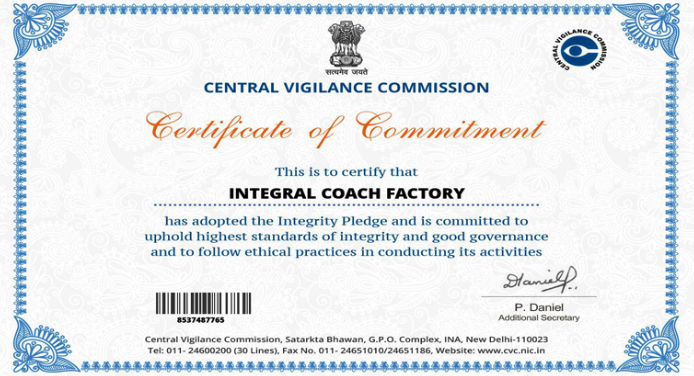 सत्यमेव जयते
CENTRAL VIGILANCE COMMISSION
CENTRAL VIGILANCE COMMISSION
Certificate of Commitment
This is to certify that
INTEGRAL COACH FACTORY
has adopted the Integrity Pledge and is committed to
uphold highest standards of integrity and good governance
and to follow ethical practices in conducting its activities
DanielP.
P. Daniel
Additional Secretary
8537487765
Central Vigilance Commission, Satarkta Bhawan, G.P.O. Complex, INA, New Delhi-110023
Tel: 011- 24600200 (30 Lines), Fax No. 011- 24651010/24651186, Website: www.cvc.nic.in